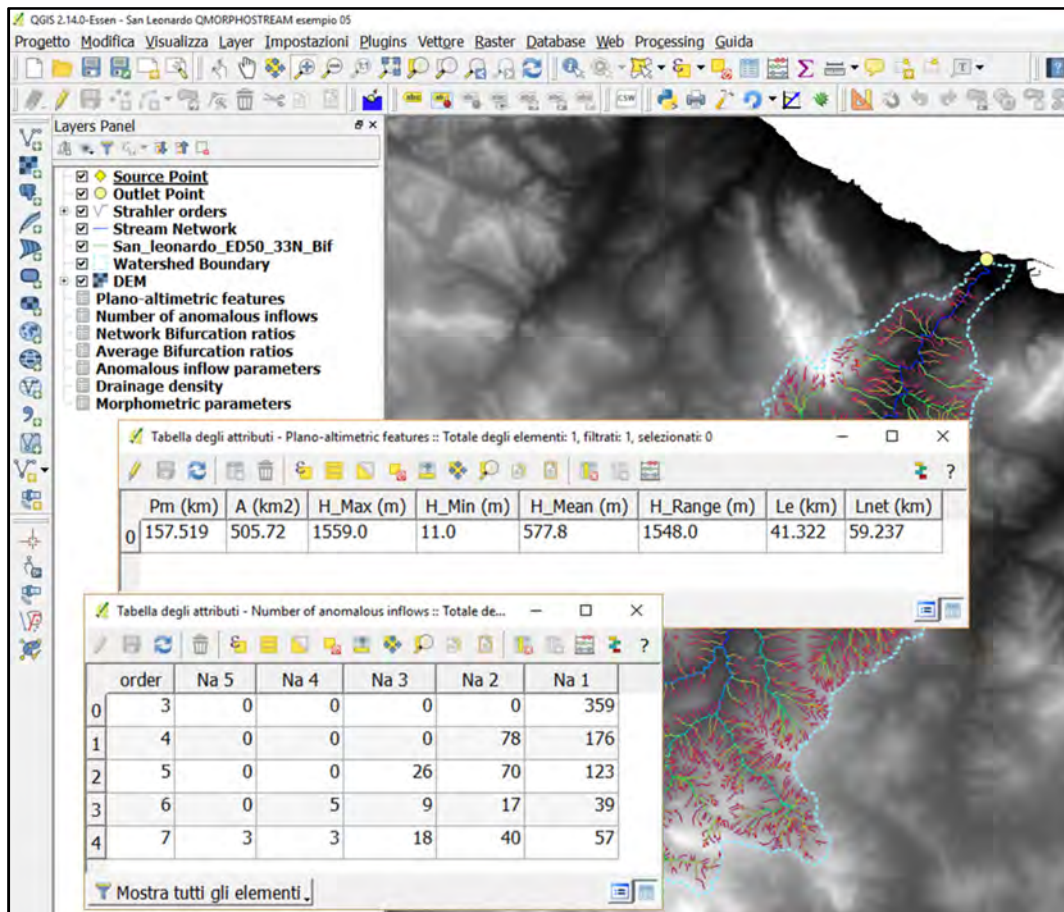 QGIS 2.14.0-Essen - San Leonardo QMORPHOSTREAM esempio 05
Progetto Modifica Visualizza Layer Impostazioni Plugins Vettore Raster Database Web Processing Guida
Layers Panel
Source Point
Outlet Point
Strahler orders
Stream Network
San_leonardo_ED50_33N_Bif
Watershed Boundary
DEM
Plano-altimetric features
Number of anomalous inflows
Network Bifurcation ratios
Average Bifurcation ratios
Anomalous inflow parameters
Drainage density
Morphometric parameters
Tabella degli attributi - Plano-altimetric features :: Totale degli elementi: 1, filtrati: 1, selezionati: 0
Pm (km) A (km2) H_Max (m) H_Min (m) H_Mean (m) H_Range (m) Le (km) Lnet (km)
0 157.519 505.72 1559.0 11.0 577.8 1548.0 41.322 59.237
Tabella degli attributi - Number of anomalous inflows :: Totale de...
order Na 5 Na 4 Na 3 Na 2 Na 1
0 3 0 0 0 0 359
1 4 0 0 0 78 176
2 5 0 0 26 70 123
3 6 0 5 9 17 39
4 7 3 3 18 40 57
Mostra tutti gli elementi